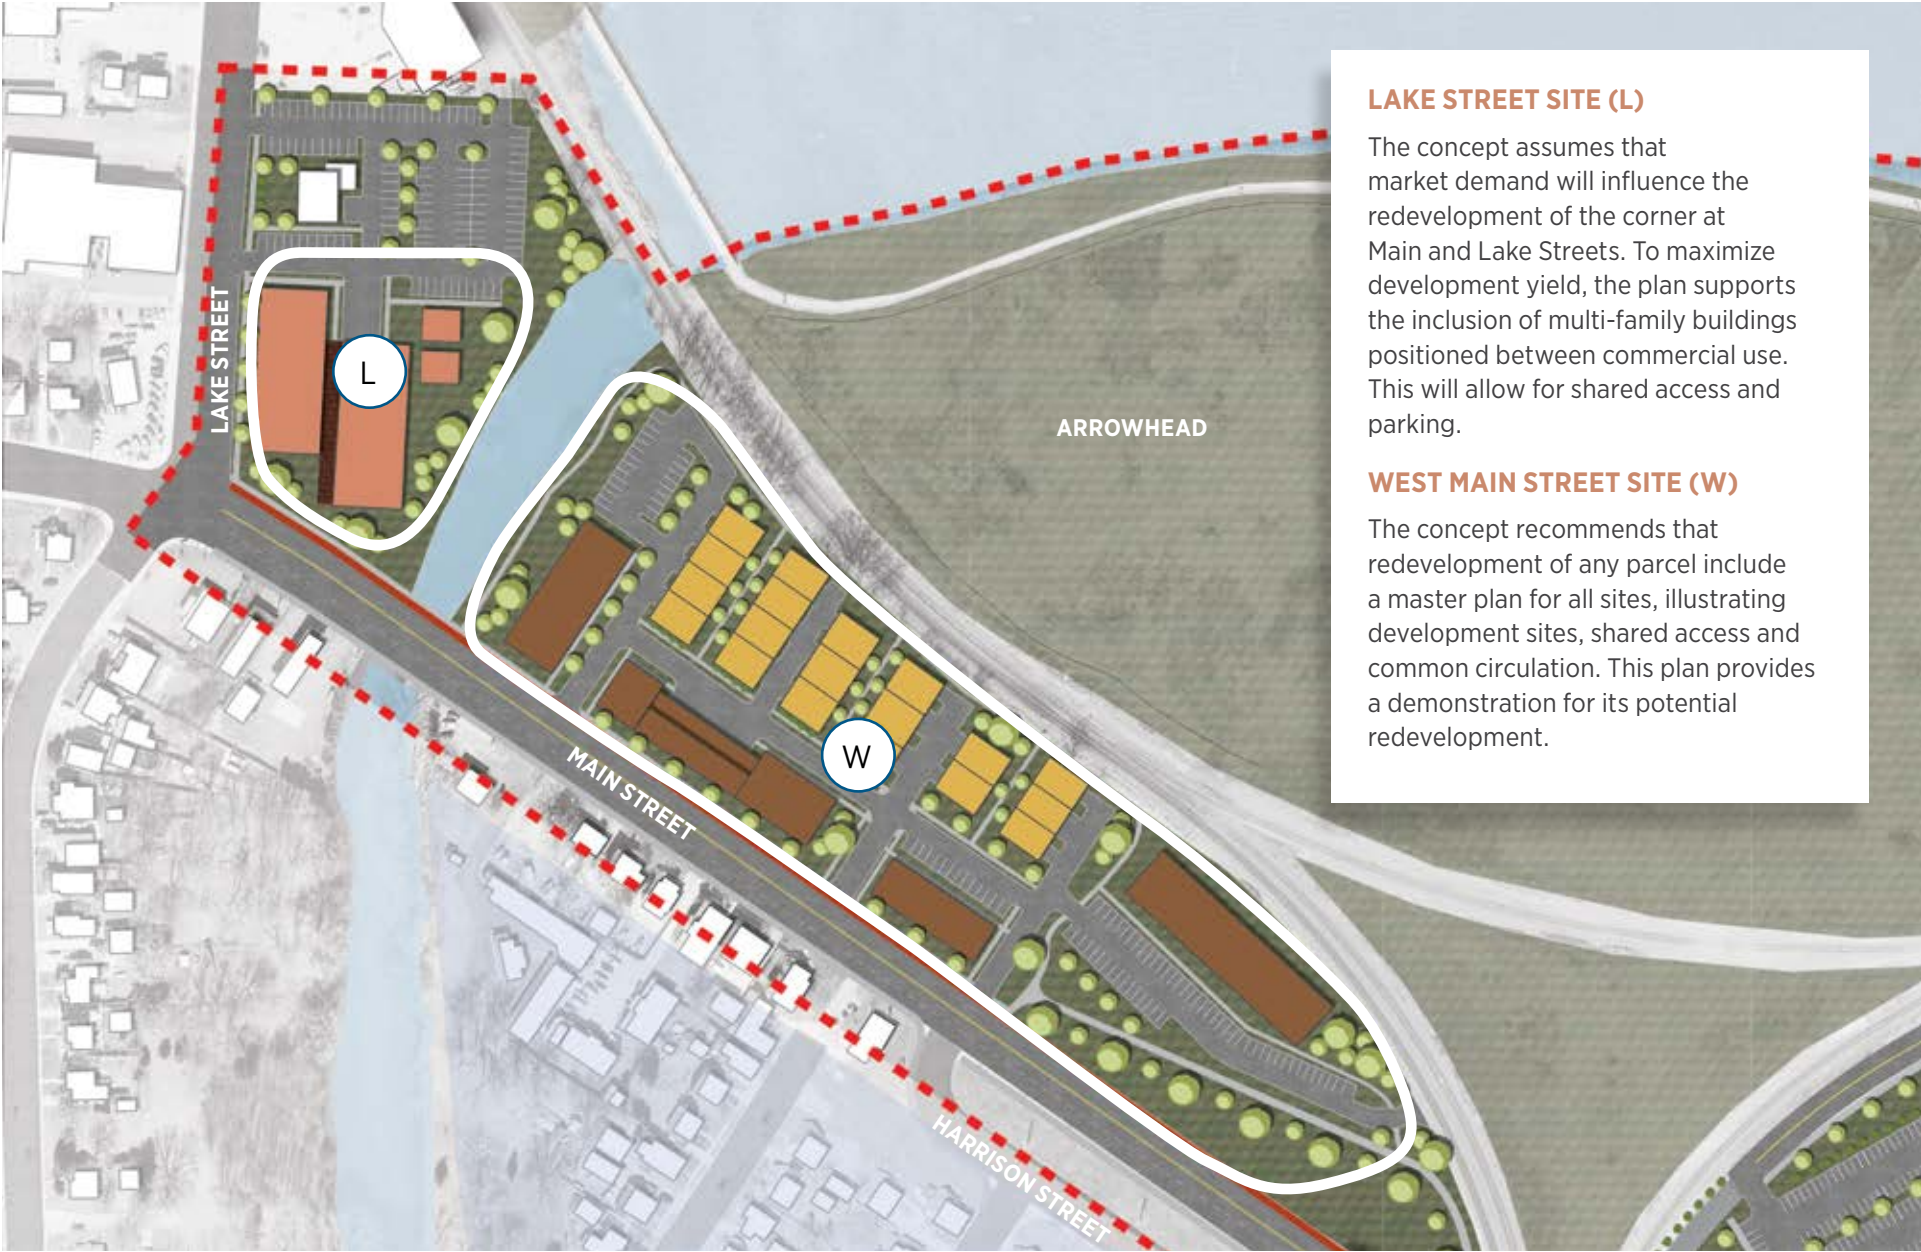 LAKE STREET SITE (L)
The concept assumes that
market demand will influence the
redevelopment of the corner at
Main and Lake Streets. To maximize
development yield, the plan supports
the inclusion of multi-family buildings
positioned between commercial use.
This will allow for shared access and
parking.
WEST MAIN STREET SITE (W)
The concept recommends that
redevelopment of any parcel include
a master plan for all sites, illustrating
development sites, shared access and
common circulation. This plan provides
a demonstration for its potential
redevelopment.
LAKE STREET
L
ARROWHEAD
W
MAIN STREET
HARRISON STREET